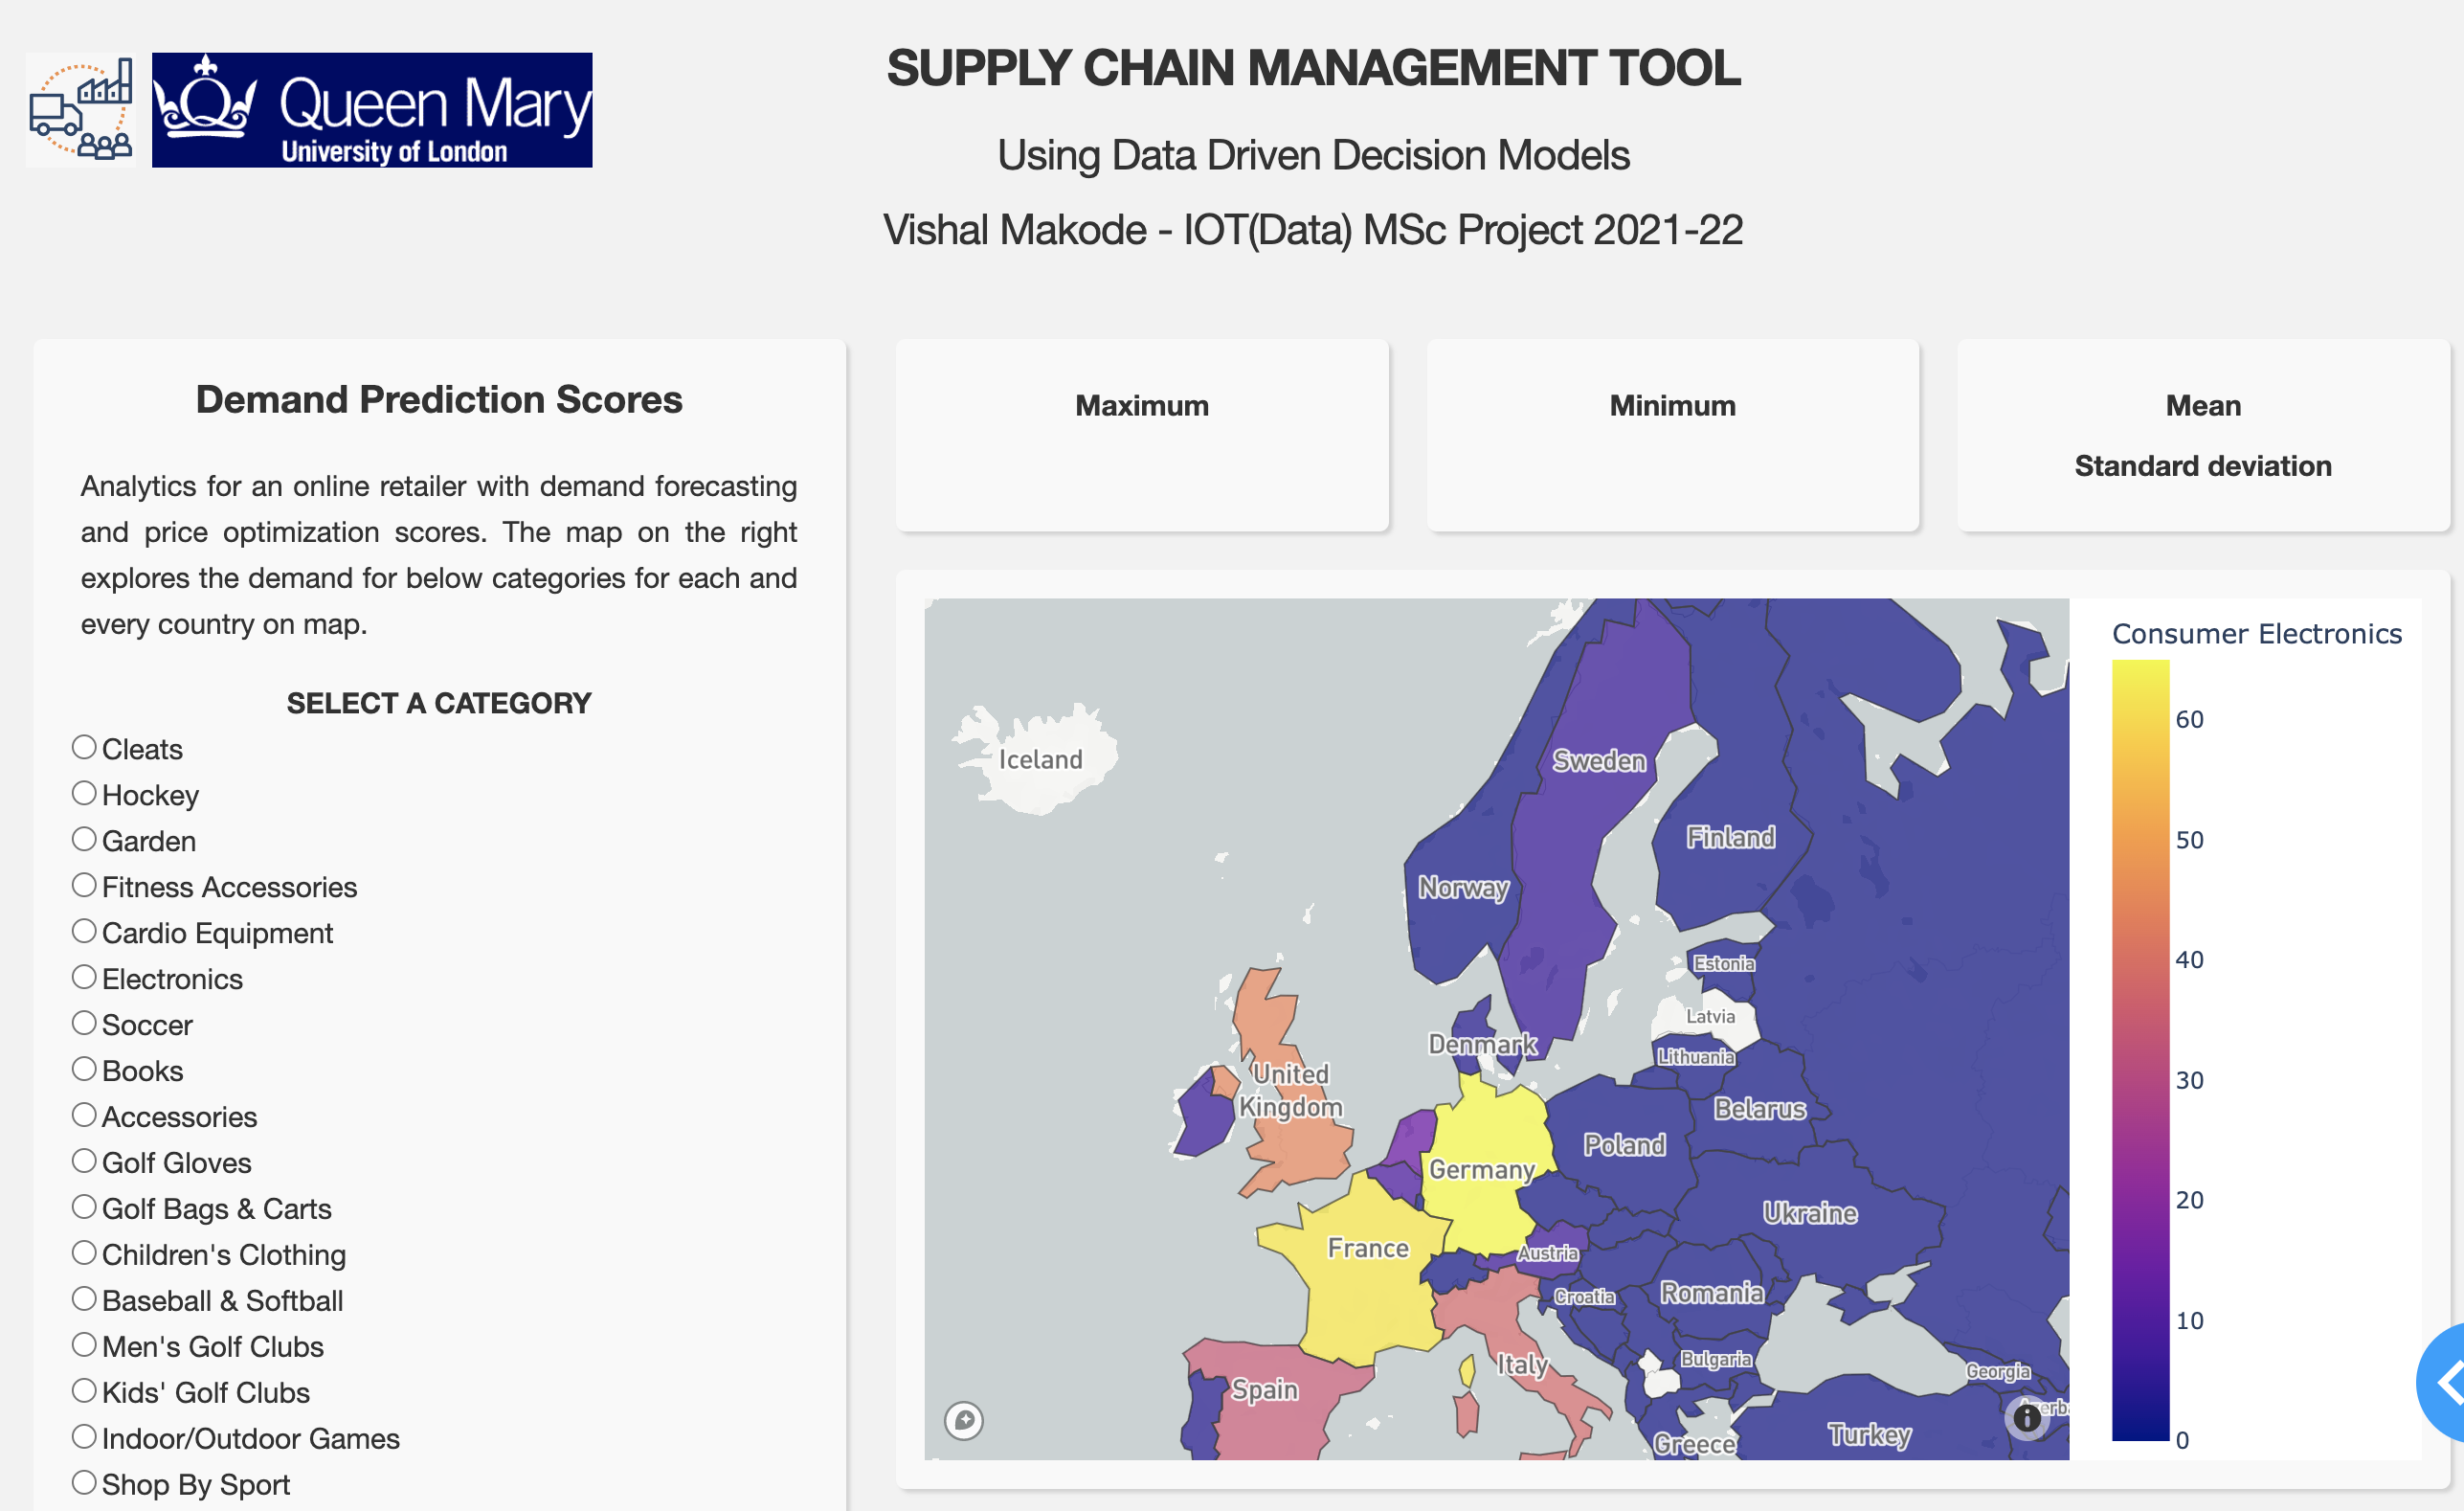 Queen Mary
University of London
SUPPLY CHAIN MANAGEMENT TOOL
Using Data Driven Decision Models
Vishal Makode - IOT(Data) MSc Project 2021-22
Demand Prediction Scores
Analytics for an online retailer with demand forecasting
and price optimization scores. The map on the right
explores the demand for below categories for each and
every country on map.
SELECT A CATEGORY
Cleats
Hockey
Garden
Fitness Accessories
Cardio Equipment
Electronics
Soccer
Books
Accessories
Golf Gloves
Golf Bags & Carts
Children's Clothing
Baseball & Softball
Men's Golf Clubs
Kids' Golf Clubs
Indoor/Outdoor Games
Shop By Sport
Maximum
Minimum
Mean
Standard deviation
Iceland
Sweden
Finland
Norway
Estonia
Latvia
Denmark
Lithuania
United
Kingdom
Belarus
Poland
Germany
Ukraine
France
Austria
Romania
Croatia
Bulgaria
Italy
Georgia
Spain
Turkey
Greece
Consumer Electronics
60
50
40
30
20
10
0